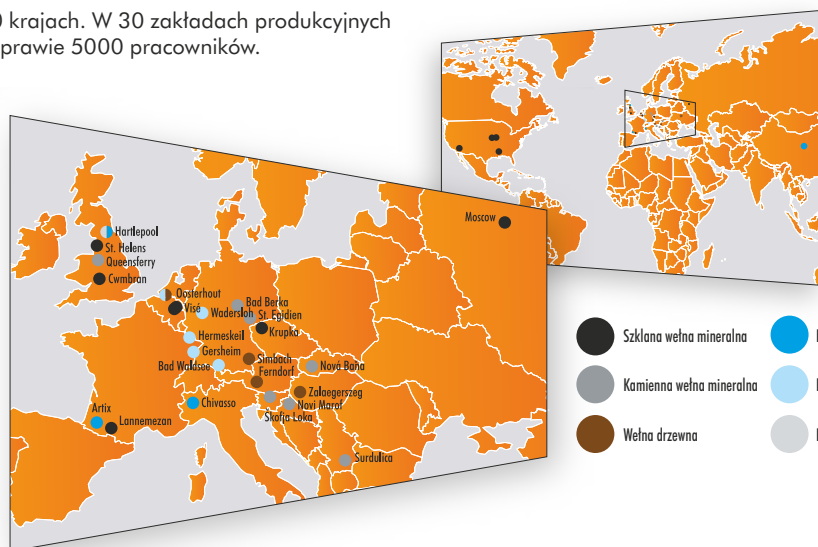 0 krajach. W 30 zakładach produkcyjnych
prawie 5000 pracowników.
Moscow
Hartlepool
St. Helens
Queensferry
Cwmbran
Oosterhout
Visé
Wadersloh
Bad Berka
St. Egidien
Krupka
Hermeskeil
Gersheim
Bad Waldsee
Simbach
Ferndorf
Nová Baňa
Zalaegerszeg
Novi Marof
Škofja Loka
Chivasso
Artix
Lannemezan
Surdulica
Szklana wełna mineralna
Kamienna wełna mineralna
Wełna drzewna